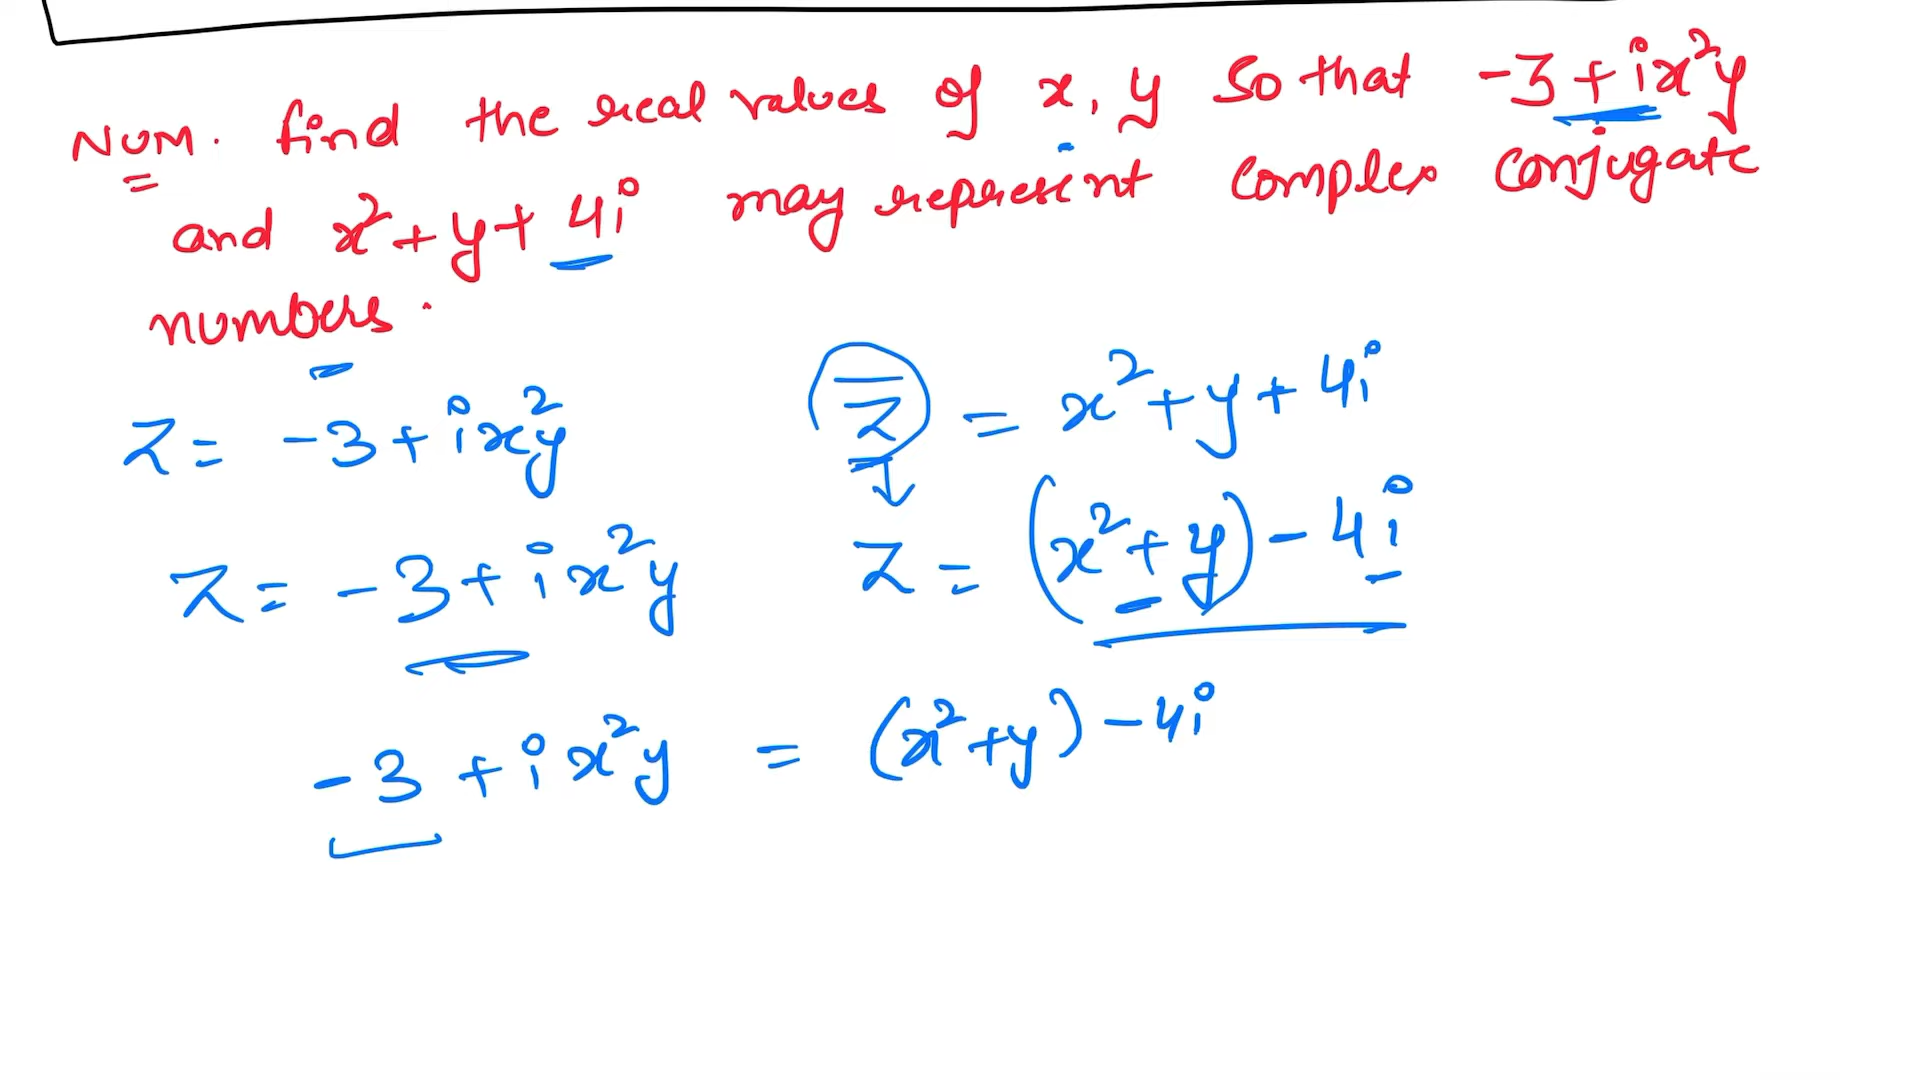 NUM. find the real values of x, y so that -3 + ix²y
and x² + y + 4i may represent complex conjugate
numbers.
z = -3 + ixy² z̅ = x² + y + 4i
z = -3 + ix²y z = (x² + y) - 4i
-3 + ix²y = (x² + y) - 4i